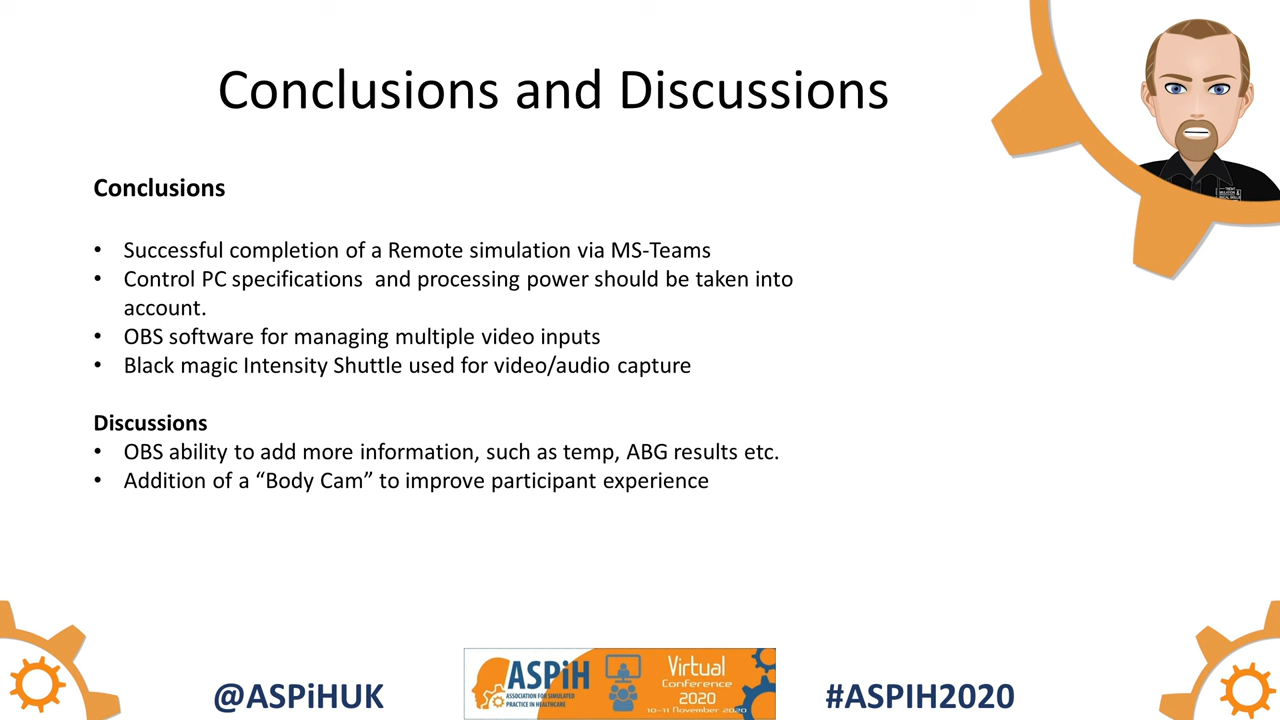 Conclusions and Discussions
Conclusions
• Successful completion of a Remote simulation via MS-Teams
• Control PC specifications and processing power should be taken into
account.
• OBS software for managing multiple video inputs
• Black magic Intensity Shuttle used for video/audio capture
Discussions
• OBS ability to add more information, such as temp, ABG results etc.
• Addition of a “Body Cam” to improve participant experience
@ASPiHUK
ASPiH
ASSOCIATION FOR SIMULATED
PRACTICE IN HEALTHCARE
Virtual
Conference
2020
10-11 November 2020
#ASPIH2020